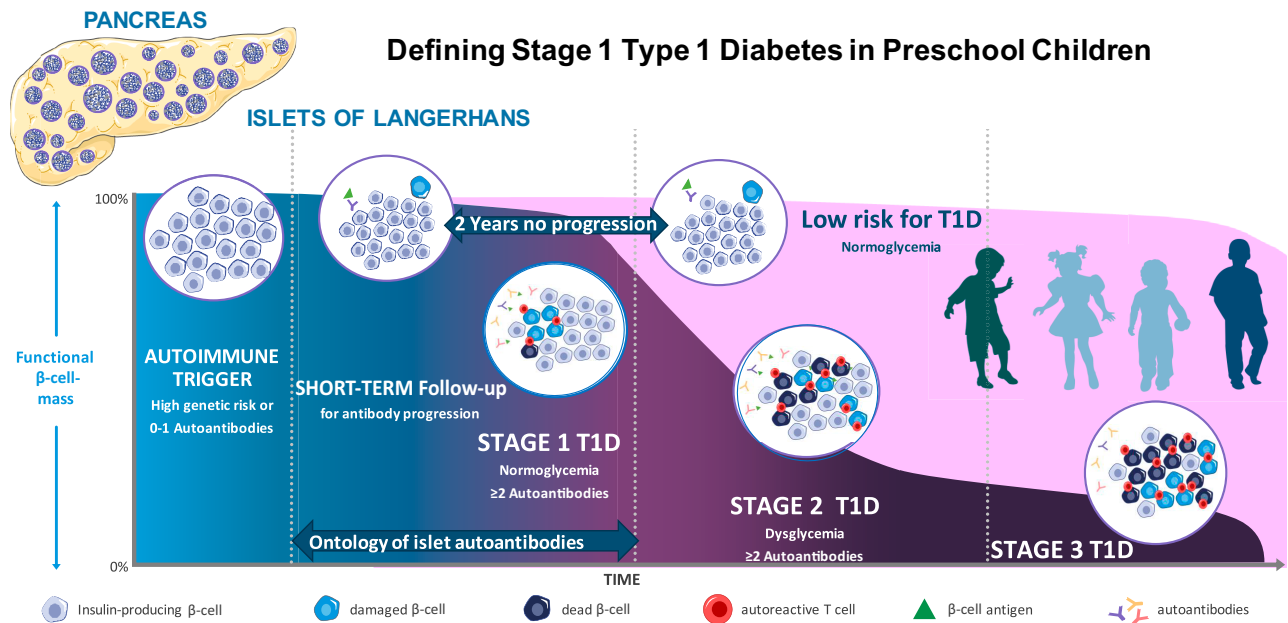 PANCREAS
Defining Stage 1 Type 1 Diabetes in Preschool Children
ISLETS OF LANGERHANS
100%
2 Years no progression
Low risk for T1D
Normoglycemia
Functional
β-cell-
mass
AUTOIMMUNE
TRIGGER
High genetic risk or
0-1 Autoantibodies
SHORT-TERM Follow-up
for antibody progression
STAGE 1 T1D
Normoglycemia
≥2 Autoantibodies
STAGE 2 T1D
Dysglycemia
≥2 Autoantibodies
Ontology of islet autoantibodies
STAGE 3 T1D
0%
TIME
Insulin-producing β-cell
damaged β-cell
dead β-cell
autoreactive T cell
β-cell antigen
autoantibodies